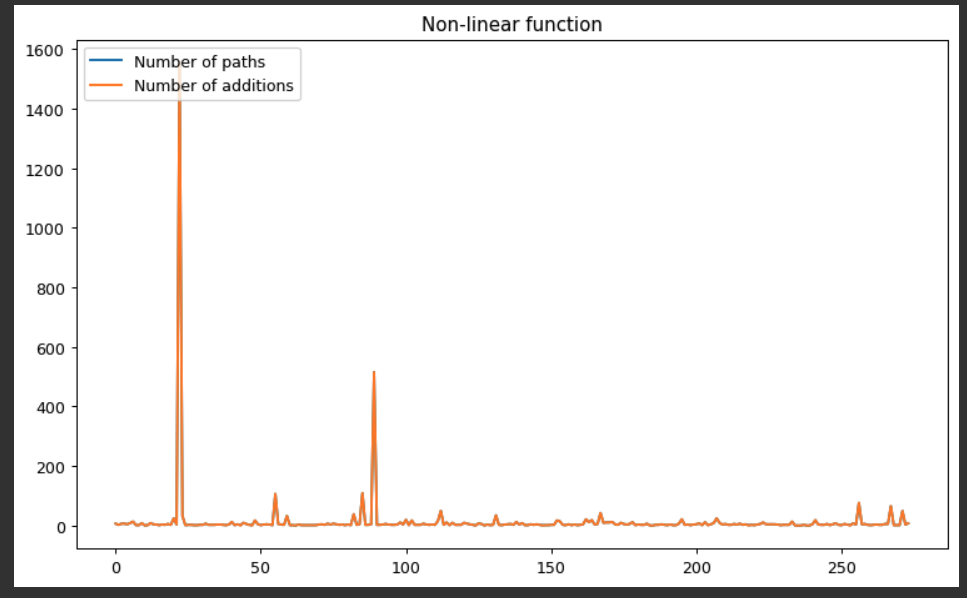 Non-linear function
Number of paths
Number of additions
1600
1400
1200
1000
800
600
400
200
0
0 50 100 150 200 250